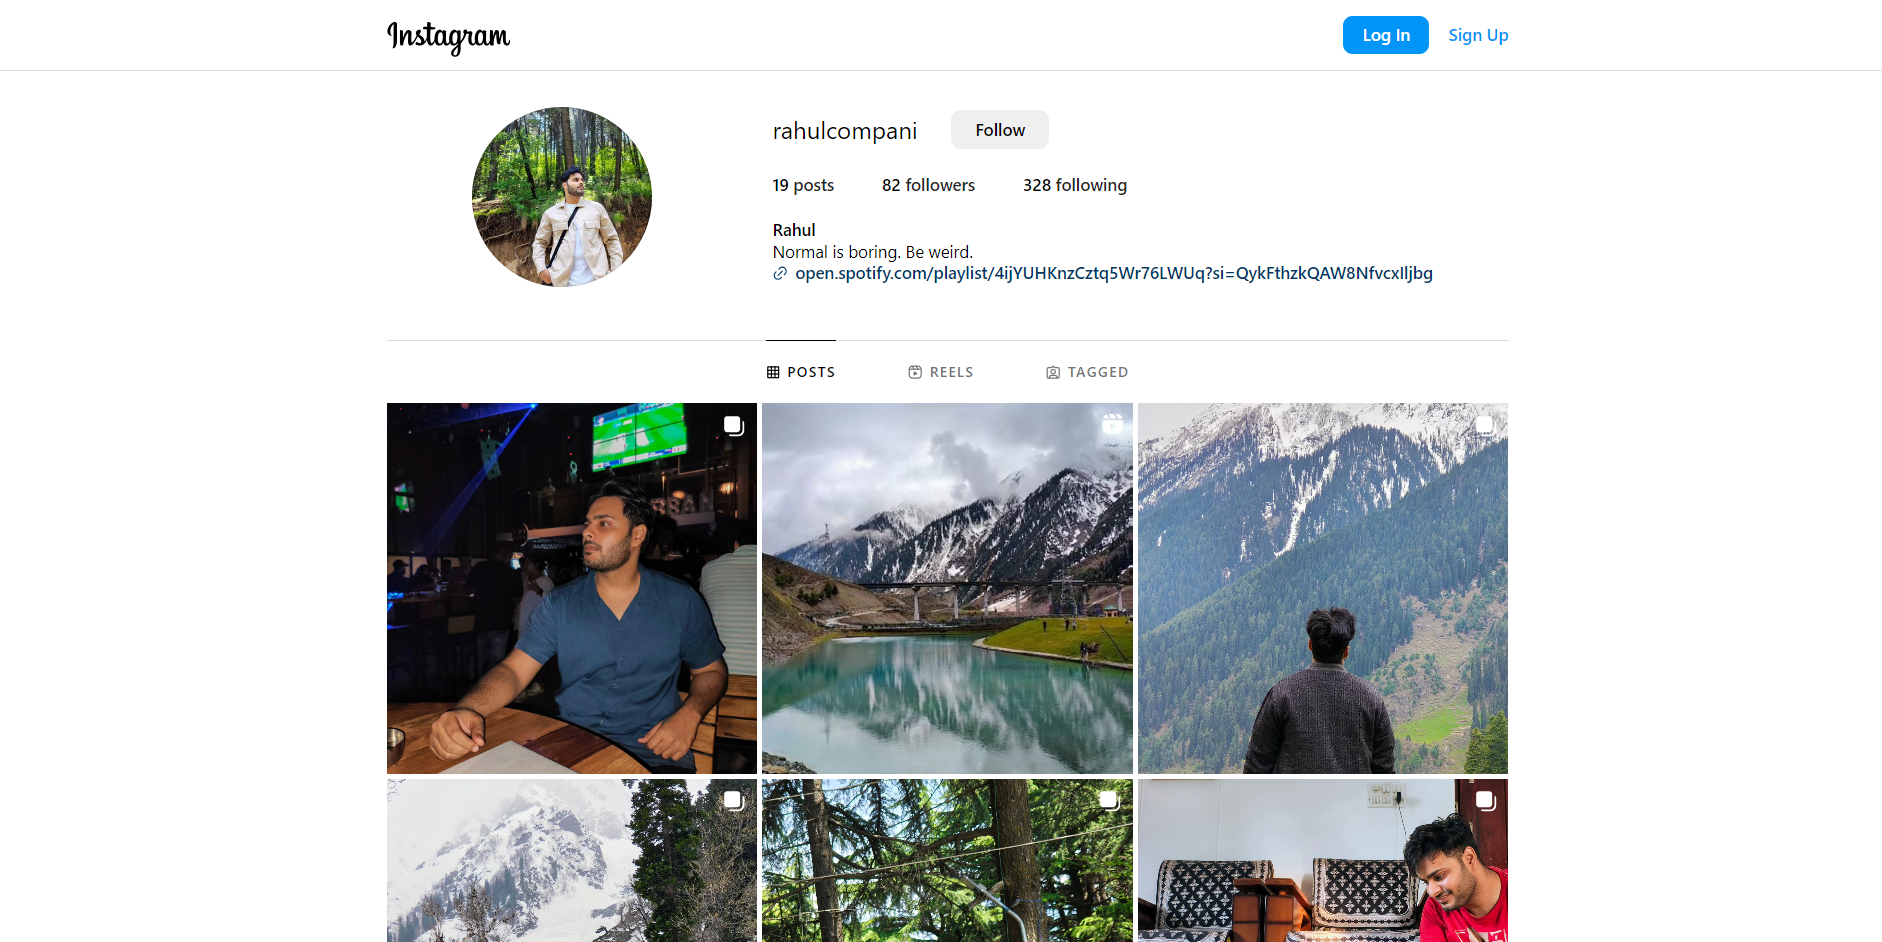 Instagram
Log In
Sign Up
rahulcompani
Follow
19 posts
82 followers
328 following
Rahul
Normal is boring. Be weird.
open.spotify.com/playlist/4ijYUHKnzCztq5Wr76LWUq?si=QykFthzkQAW8NfvcxIljbg
POSTS
REELS
TAGGED